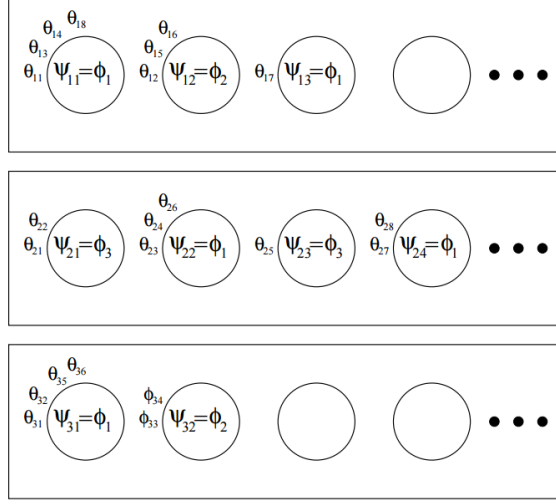 θ14 θ18 θ16
θ13 θ15
θ11 ψ11=ϕ1 θ12 ψ12=ϕ2 θ17 ψ13=ϕ1
θ26
θ22 θ24 θ28
θ21 ψ21=ϕ3 θ23 ψ22=ϕ1 θ25 ψ23=ϕ3 θ27 ψ24=ϕ1
θ35 θ36
θ32 ϕ34
θ31 ψ31=ϕ1 ϕ33 ψ32=ϕ2